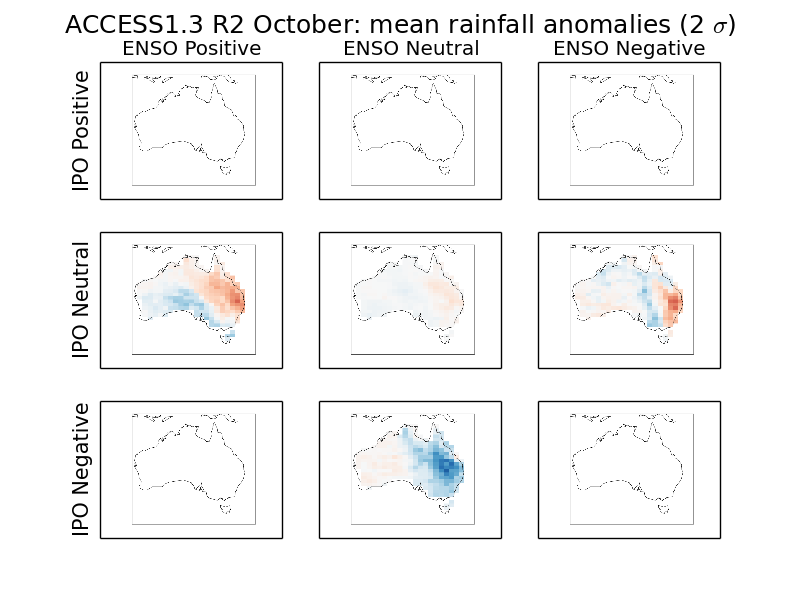 ACCESS1.3 R2 October: mean rainfall anomalies (2 σ)
ENSO Positive ENSO Neutral ENSO Negative
IPO Positive
IPO Neutral
IPO Negative